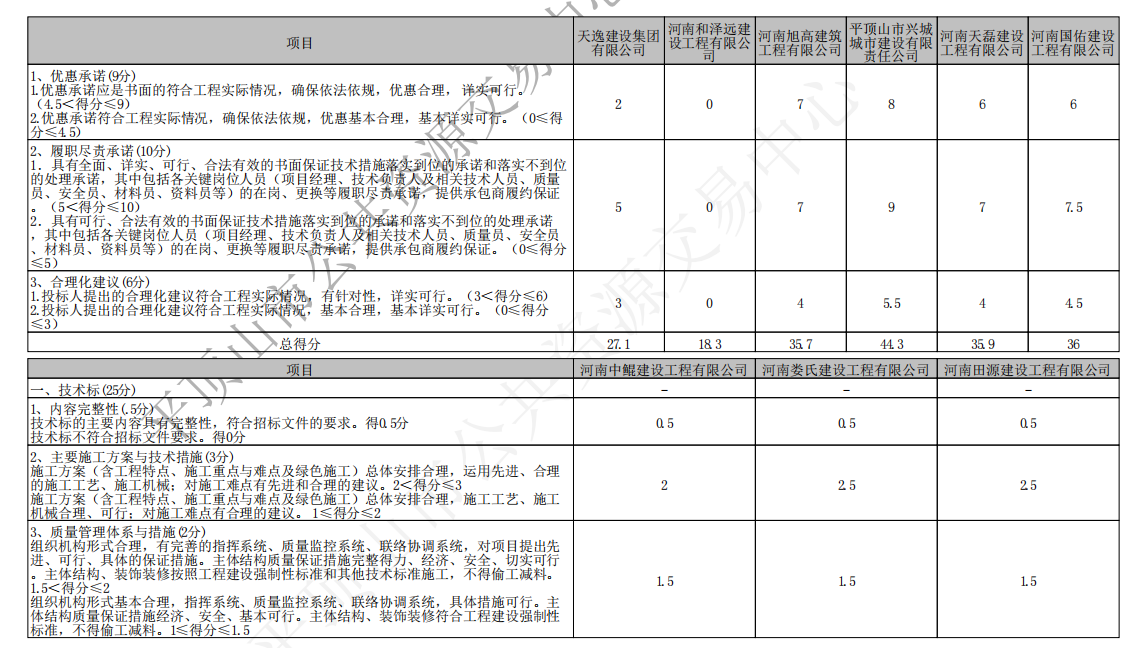 项目
天逸建设集团
有限公司
河南和泽远建
设工程有限公
司
河南旭高建筑
工程有限公司
平顶山市兴城
城市建设有限
责任公司
河南天磊建设
工程有限公司
河南国佑建设
工程有限公司
1、优惠承诺(9分)
1.优惠承诺应是书面的符合工程实际情况，确保依法依规，优惠合理， 详实可行。
（4.5＜得分≤9）
2.优惠承诺符合工程实际情况，确保依法依规，优惠基本合理，基本详实可行。（0≤得
分≤4.5）
2
0
7
8
6
6
2、履职尽责承诺(10分)
1．具有全面、详实、可行、合法有效的书面保证技术措施落实到位的承诺和落实不到位
的处理承诺，其中包括各关键岗位人员（项目经理、技术负责人及相关技术人员、质量
员、安全员、材料员、资料员等）的在岗、更换等履职尽责承诺，提供承包商履约保证
。（5＜得分≤10）
2．具有可行、合法有效的书面保证技术措施落实到位的承诺和落实不到位的处理承诺
，其中包括各关键岗位人员（项目经理、技术负责人及相关技术人员、质量员、安全员
、材料员、资料员等）的在岗、更换等履职尽责承诺，提供承包商履约保证。（0≤得分
≤5）
5
0
7
9
7
7.5
3、合理化建议(6分)
1.投标人提出的合理化建议符合工程实际情况，有针对性，详实可行。（3＜得分≤6）
2.投标人提出的合理化建议符合工程实际情况，基本合理，基本详实可行。（0≤得分
≤3）
3
0
4
5.5
4
4.5
总得分
27.1
18.3
35.7
44.3
35.9
36
项目
河南中鲲建设工程有限公司
河南娄氏建设工程有限公司
河南田源建设工程有限公司
一、技术标(25分)
–
–
–
1、内容完整性(.5分)
技术标的主要内容具有完整性，符合招标文件的要求。得0.5分
技术标不符合招标文件要求。得0分
0.5
0.5
0.5
2、主要施工方案与技术措施(3分)
施工方案（含工程特点、施工重点与难点及绿色施工）总体安排合理，运用先进、合理
的施工工艺、施工机械；对施工难点有先进和合理的建议。2＜得分≤3
施工方案（含工程特点、施工重点与难点及绿色施工）总体安排合理，施工工艺、施工
机械合理、可行；对施工难点有合理的建议。 1≤得分≤2
2
2.5
2.5
3、质量管理体系与措施(2分)
组织机构形式合理，有完善的指挥系统、质量监控系统、联络协调系统，对项目提出先
进、可行、具体的保证措施。主体结构质量保证措施完整得力、经济、安全、切实可行
。主体结构、装饰装修按照工程建设强制性标准和其他技术标准施工，不得偷工减料。
1.5＜得分≤2
组织机构形式基本合理，指挥系统、质量监控系统、联络协调系统，具体措施可行。主
体结构质量保证措施经济、安全、基本可行。主体结构、装饰装修符合工程建设强制性
标准，不得偷工减料。1≤得分≤1.5
1.5
1.5
1.5
平顶山市公共资源交易中心
平顶山市公共资源交易中心